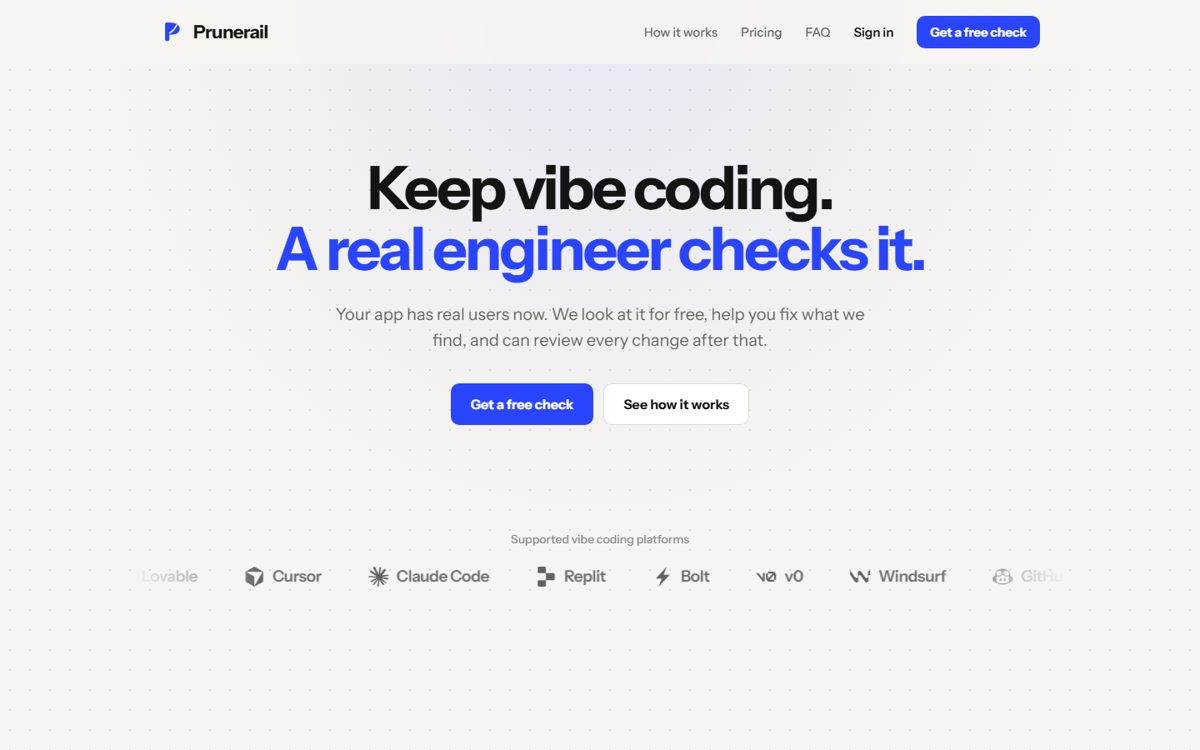 Prunerail
How it works
Pricing
FAQ
Sign in
Get a free check
Keep vibe coding.
A real engineer checks it.
Your app has real users now. We look at it for free, help you fix what we
find, and can review every change after that.
Get a free check
See how it works
Supported vibe coding platforms
Lovable
Cursor
Claude Code
Replit
Bolt
v0
Windsurf
GitHu